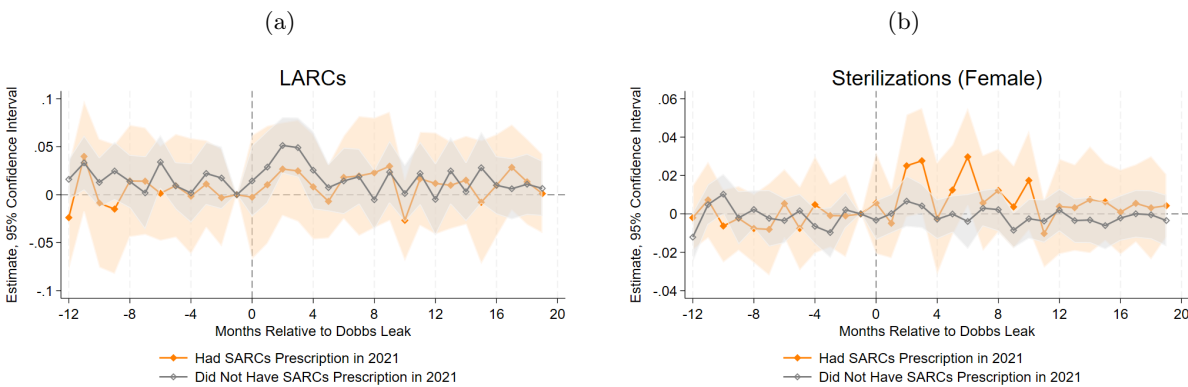 (a)
LARCs
Estimate, 95% Confidence Interval
.1
.05
0
-.05
-.1
-12 -8 -4 0 4 8 12 16 20
Months Relative to Dobbs Leak
Had SARCs Prescription in 2021
Did Not Have SARCs Prescription in 2021
(b)
Sterilizations (Female)
Estimate, 95% Confidence Interval
.06
.04
.02
0
-.02
-.04
-12 -8 -4 0 4 8 12 16 20
Months Relative to Dobbs Leak
Had SARCs Prescription in 2021
Did Not Have SARCs Prescription in 2021